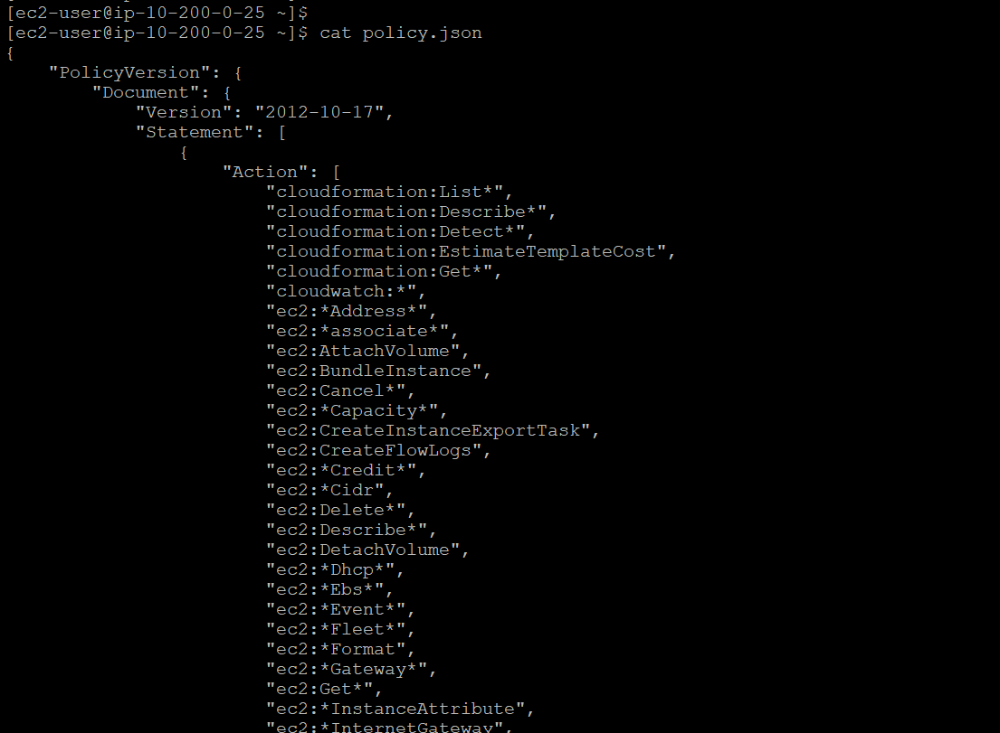 [ec2-user@ip-10-200-0-25 ~]$
[ec2-user@ip-10-200-0-25 ~]$ cat policy.json
{
    "PolicyVersion": {
        "Document": {
            "Version": "2012-10-17",
            "Statement": [
                {
                    "Action": [
                        "cloudformation:List*",
                        "cloudformation:Describe*",
                        "cloudformation:Detect*",
                        "cloudformation:EstimateTemplateCost",
                        "cloudformation:Get*",
                        "cloudwatch:*",
                        "ec2:*Address*",
                        "ec2:*associate*",
                        "ec2:AttachVolume",
                        "ec2:BundleInstance",
                        "ec2:Cancel*",
                        "ec2:*Capacity*",
                        "ec2:CreateInstanceExportTask",
                        "ec2:CreateFlowLogs",
                        "ec2:*Credit*",
                        "ec2:*Cidr",
                        "ec2:Delete*",
                        "ec2:Describe*",
                        "ec2:DetachVolume",
                        "ec2:*Dhcp*",
                        "ec2:*Ebs*",
                        "ec2:*Event*",
                        "ec2:*Fleet*",
                        "ec2:*Format",
                        "ec2:*Gateway*",
                        "ec2:Get*",
                        "ec2:*InstanceAttribute",
                        "ec2:*InternetGateway",